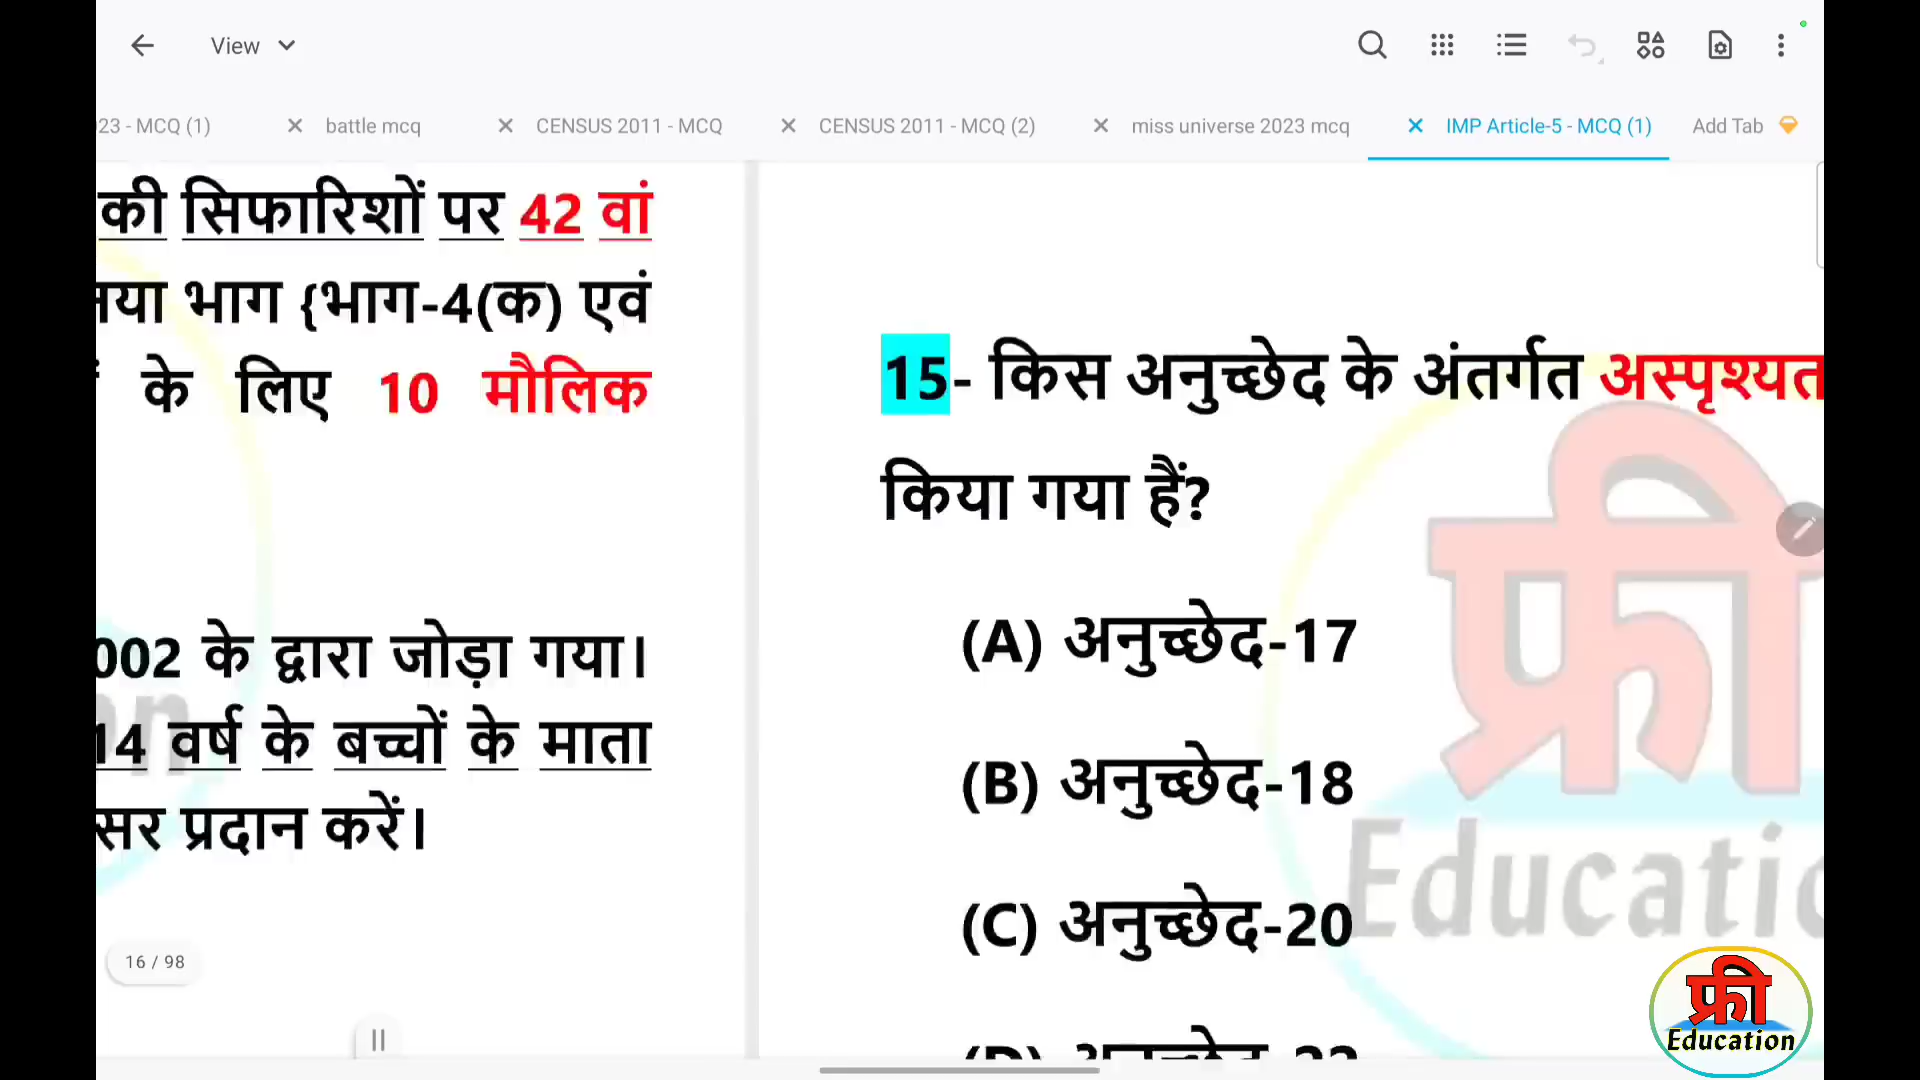 View
23 - MCQ (1)
battle mcq
CENSUS 2011 - MCQ
CENSUS 2011 - MCQ (2)
miss universe 2023 mcq
IMP Article-5 - MCQ (1)
Add Tab
की सिफारिशों पर 42 वां
भाग {भाग-4(क) एवं
के लिए 10 मौलिक
002 के द्वारा जोड़ा गया।
14 वर्ष के बच्चों के माता
प्रदान करें।
16 / 98
15- किस अनुच्छेद के अंतर्गत
किया गया हैं?
(A) अनुच्छेद-17
(B) अनुच्छेद-18
(C) अनुच्छेद-20
फ्री
फ्री
Education